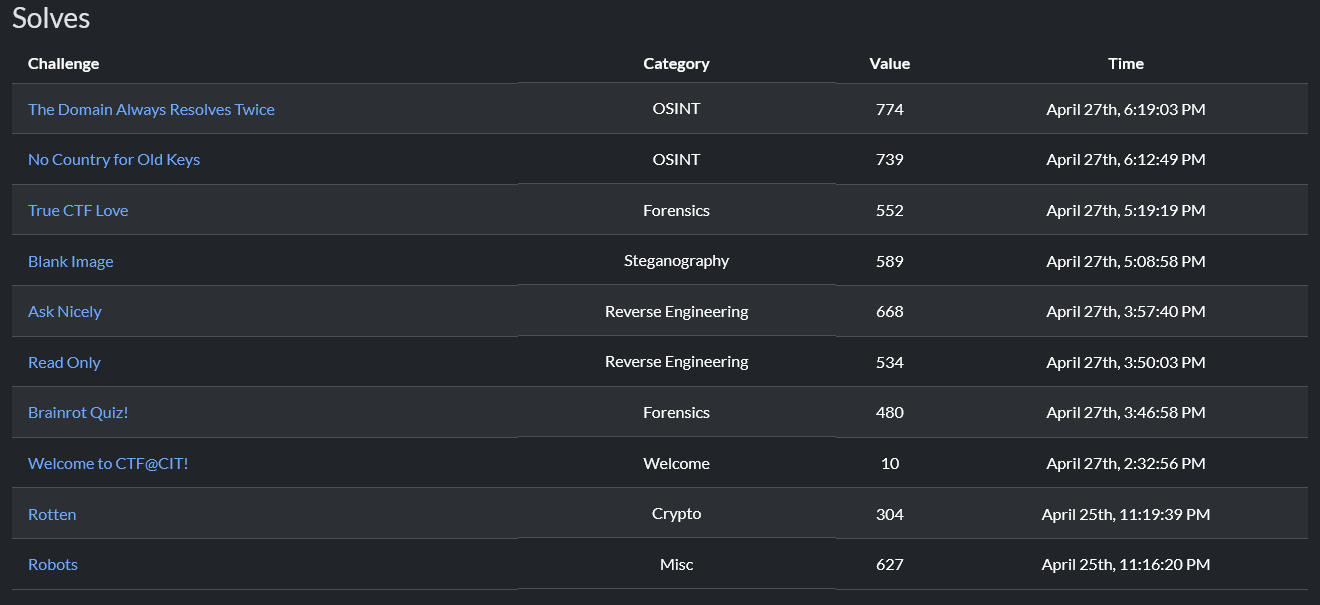 Solves
Challenge Category Value Time
The Domain Always Resolves Twice OSINT 774 April 27th, 6:19:03 PM
No Country for Old Keys OSINT 739 April 27th, 6:12:49 PM
True CTF Love Forensics 552 April 27th, 5:19:19 PM
Blank Image Steganography 589 April 27th, 5:08:58 PM
Ask Nicely Reverse Engineering 668 April 27th, 3:57:40 PM
Read Only Reverse Engineering 534 April 27th, 3:50:03 PM
Brainrot Quiz! Forensics 480 April 27th, 3:46:58 PM
Welcome to CTF@CIT! Welcome 10 April 27th, 2:32:56 PM
Rotten Crypto 304 April 25th, 11:19:39 PM
Robots Misc 627 April 25th, 11:16:20 PM